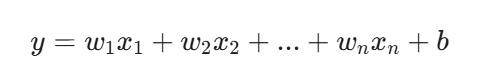 y = w₁x₁ + w₂x₂ + ... + wₙxₙ + b